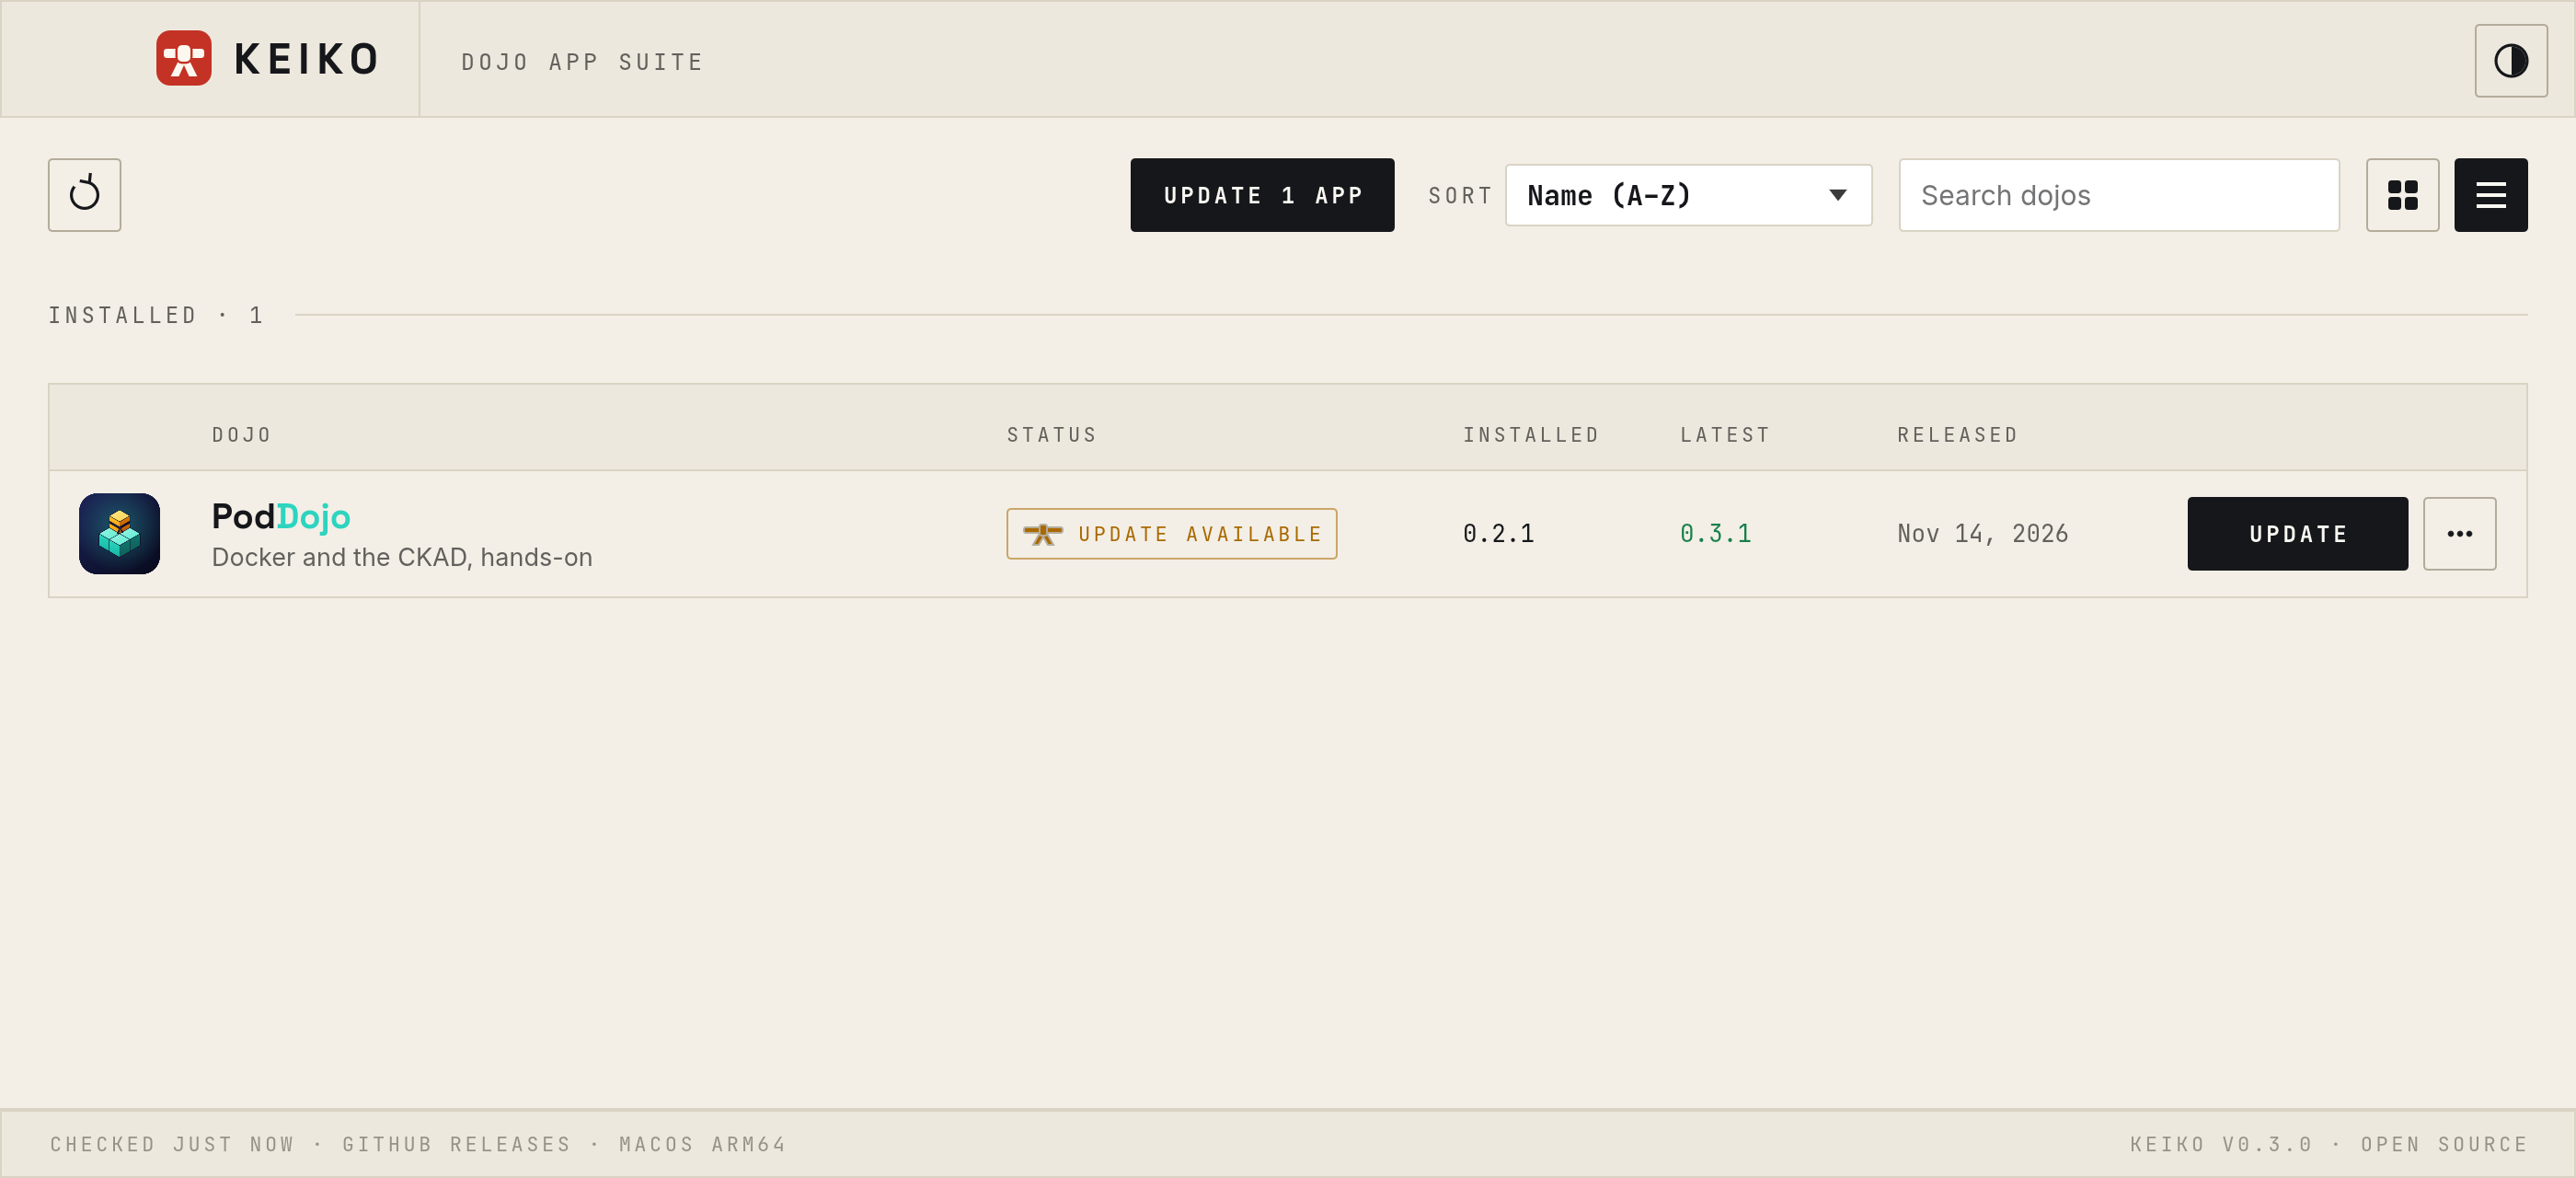 KEIKO
DOJO APP SUITE
UPDATE 1 APP
SORT
Name (A–Z)
Search dojos
INSTALLED · 1
DOJO STATUS INSTALLED LATEST RELEASED
PodDojo
Docker and the CKAD, hands-on
UPDATE AVAILABLE
0.2.1
0.3.1
Nov 14, 2026
UPDATE
CHECKED JUST NOW · GITHUB RELEASES · MACOS ARM64
KEIKO V0.3.0 · OPEN SOURCE